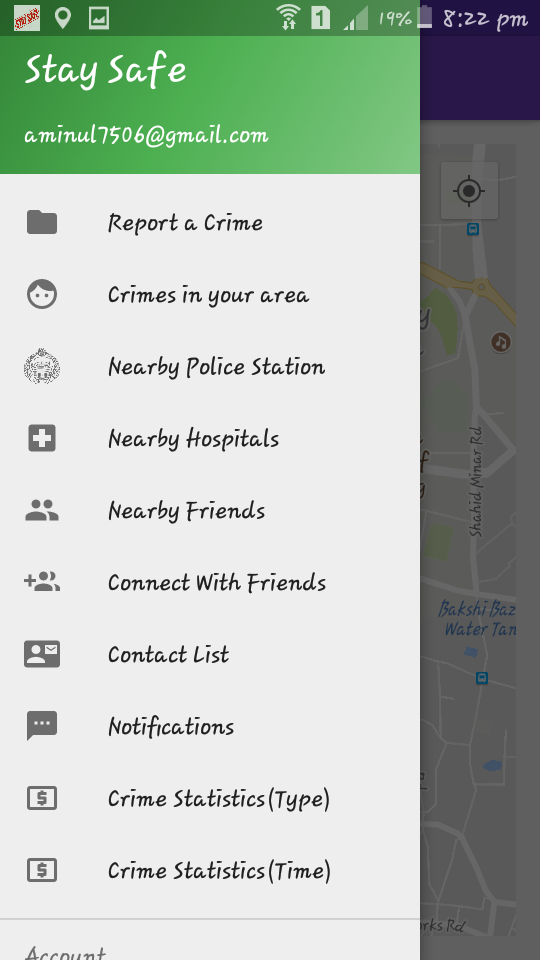 1 19% 8:22 pm
Stay Safe
aminul7506@gmail.com
Report a Crime
Crimes in your area
Nearby Police Station
Nearby Hospitals
Nearby Friends
Connect With Friends
Contact List
Notifications
Crime Statistics(Type)
Crime Statistics(Time)
Account
Shahid Minar Rd
Bakshi Baz
Water Tan
arks Rd